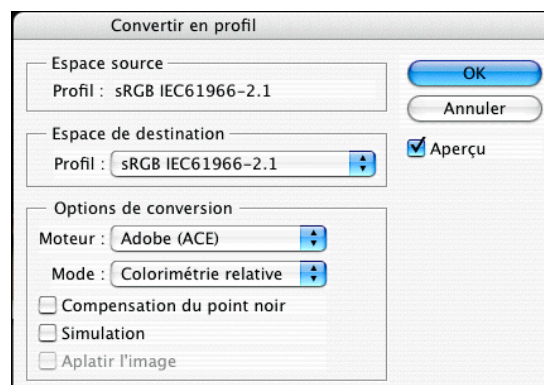 Convertir en profil
Espace source
Profil : sRGB IEC61966-2.1
Espace de destination
Profil : sRGB IEC61966-2.1
Options de conversion
Moteur : Adobe (ACE)
Mode : Colorimétrie relative
Compensation du point noir
Simulation
Aplatir l'image
OK
Annuler
Aperçu